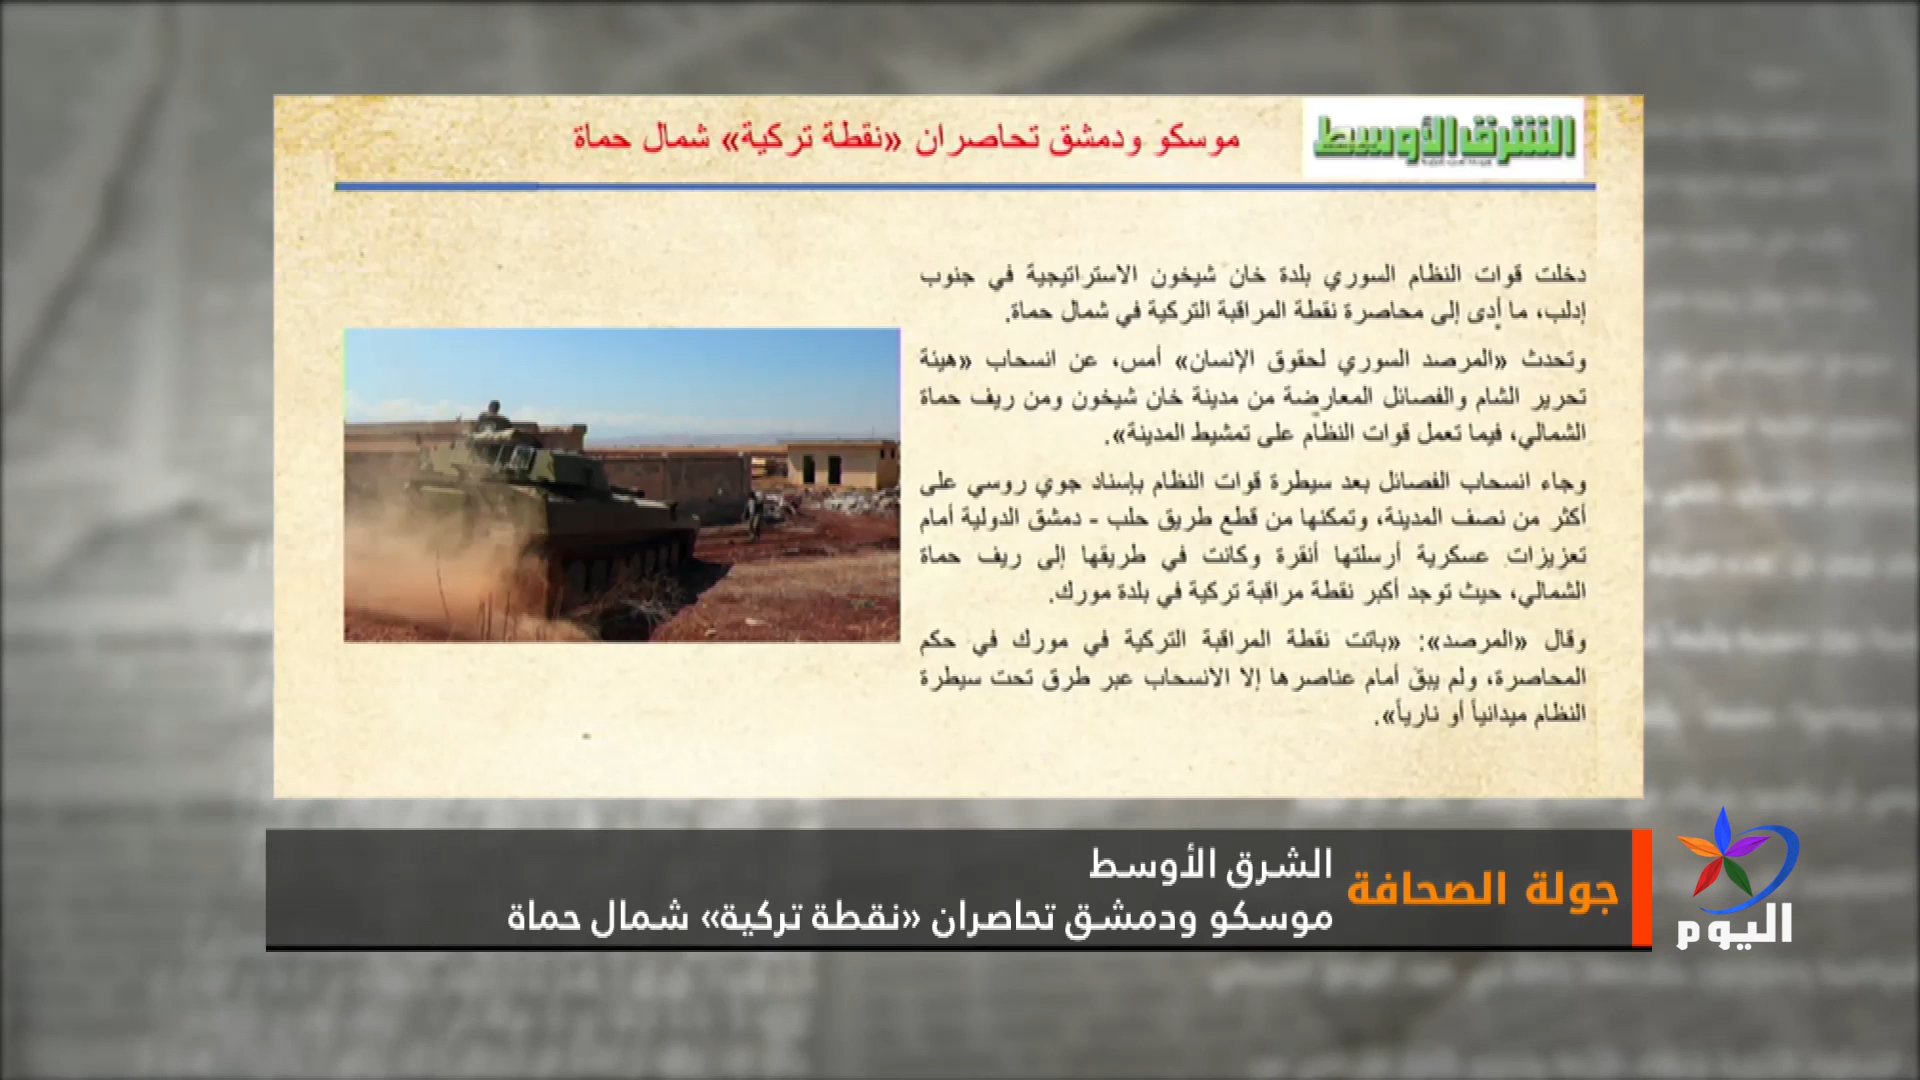 الشرق الأوسط
موسكو ودمشق تحاصران «نقطة تركية» شمال حماة
دخلت قوات النظام السوري بلدة خان شيخون الاستراتيجية في جنوب
إدلب، ما أدى إلى محاصرة نقطة المراقبة التركية في شمال حماة.
وتحدث «المرصد السوري لحقوق الإنسان» أمس، عن انسحاب «هيئة
تحرير الشام والفصائل المعارضة من مدينة خان شيخون ومن ريف حماة
الشمالي، فيما تعمل قوات النظام على تمشيط المدينة».
وجاء انسحاب الفصائل بعد سيطرة قوات النظام بإسناد جوي روسي على
أكثر من نصف المدينة، وتمكنها من قطع طريق حلب - دمشق الدولية أمام
تعزيزات عسكرية أرسلتها أنقرة وكانت في طريقها إلى ريف حماة
الشمالي، حيث توجد أكبر نقطة مراقبة تركية في بلدة مورك.
وقال «المرصد»: «باتت نقطة المراقبة التركية في مورك في حكم
المحاصرة، ولم يبقَ أمام عناصرها إلا الانسحاب عبر طرق تحت سيطرة
النظام ميدانياً أو نارياً».
جولة الصحافة
الشرق الأوسط
موسكو ودمشق تحاصران «نقطة تركية» شمال حماة
اليوم